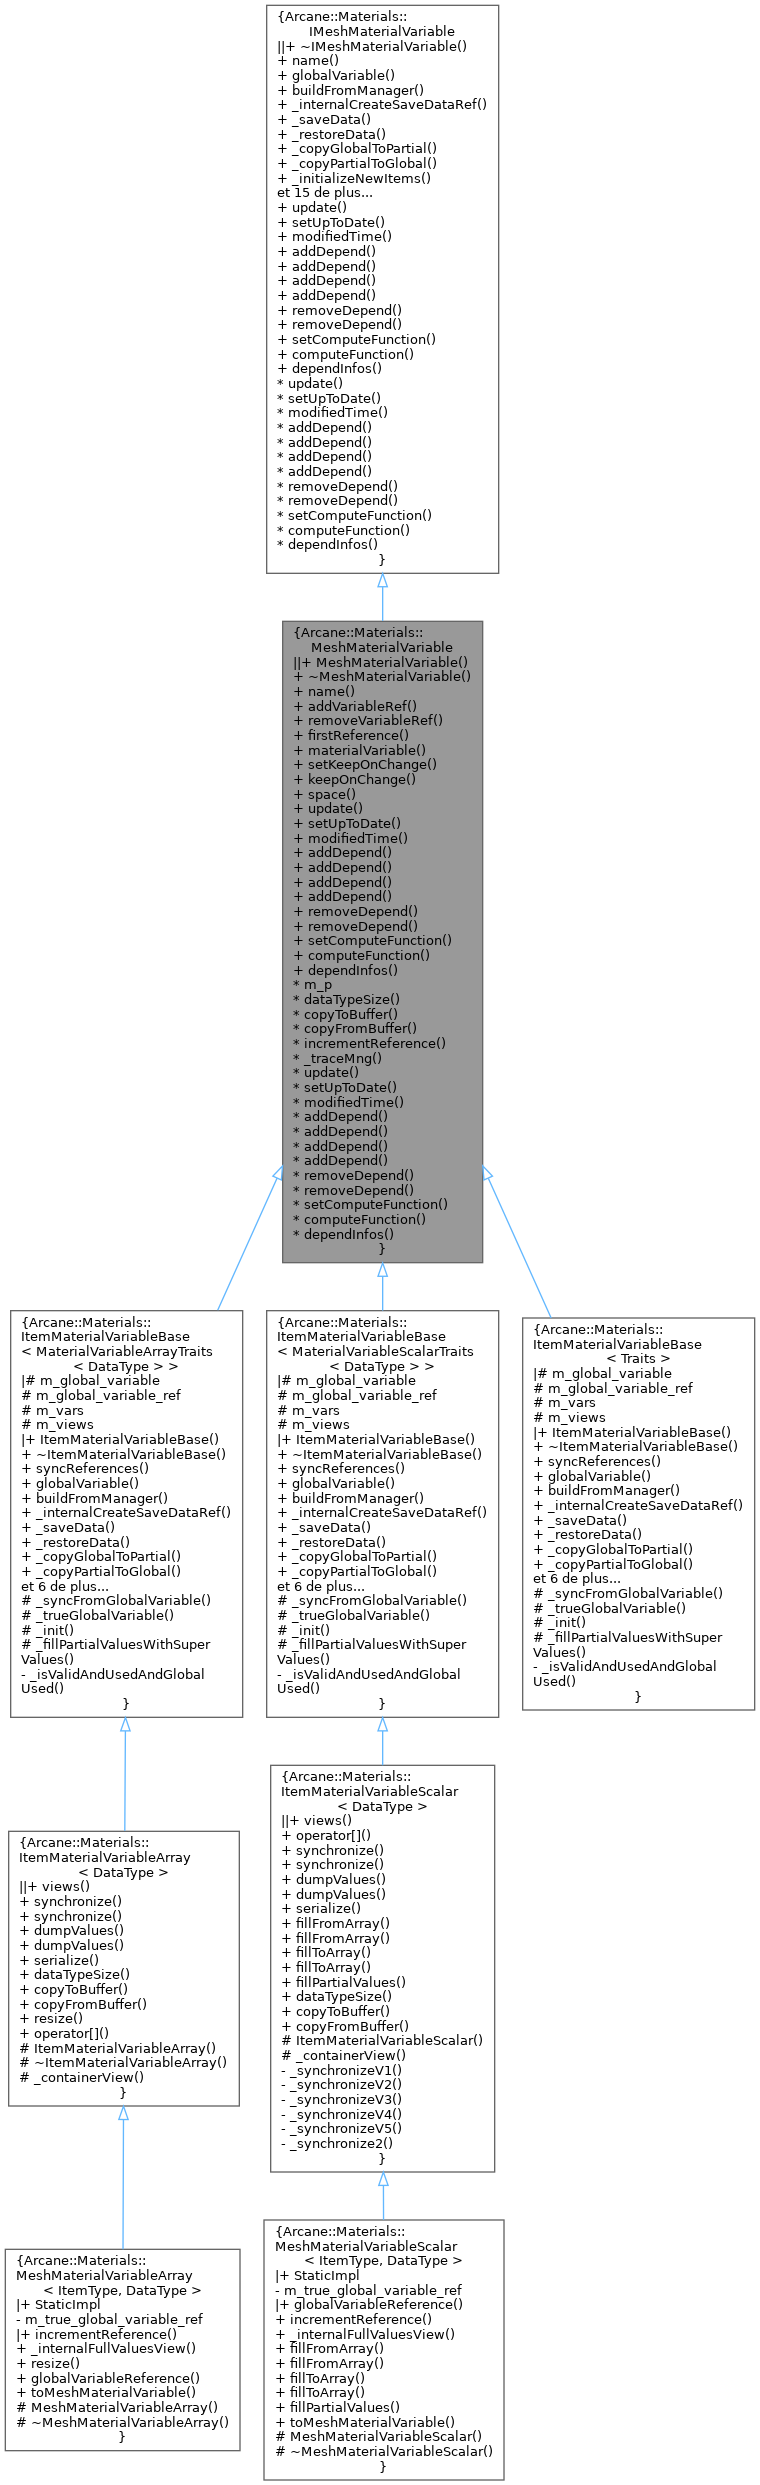 {Arcane::Materials::
IMeshMaterialVariable
||+ ~IMeshMaterialVariable()
+ name()
+ globalVariable()
+ buildFromManager()
+ _internalCreateSaveDataRef()
+ _saveData()
+ _restoreData()
+ _copyGlobalToPartial()
+ _copyPartialToGlobal()
+ _initializeNewItems()
et 15 de plus...
+ update()
+ setUpToDate()
+ modifiedTime()
+ addDepend()
+ addDepend()
+ addDepend()
+ addDepend()
+ removeDepend()
+ removeDepend()
+ setComputeFunction()
+ computeFunction()
+ dependInfos()
* update()
* setUpToDate()
* modifiedTime()
* addDepend()
* addDepend()
* addDepend()
* addDepend()
* removeDepend()
* removeDepend()
* setComputeFunction()
* computeFunction()
* dependInfos()
}
{Arcane::Materials::
MeshMaterialVariable
||+ MeshMaterialVariable()
+ ~MeshMaterialVariable()
+ name()
+ addVariableRef()
+ removeVariableRef()
+ firstReference()
+ materialVariable()
+ setKeepOnChange()
+ keepOnChange()
+ space()
+ update()
+ setUpToDate()
+ modifiedTime()
+ addDepend()
+ addDepend()
+ addDepend()
+ addDepend()
+ removeDepend()
+ removeDepend()
+ setComputeFunction()
+ computeFunction()
+ dependInfos()
* m_p
* dataTypeSize()
* copyToBuffer()
* copyFromBuffer()
* incrementReference()
* _traceMng()
* update()
* setUpToDate()
* modifiedTime()
* addDepend()
* addDepend()
* addDepend()
* addDepend()
* removeDepend()
* removeDepend()
* setComputeFunction()
* computeFunction()
* dependInfos()
}
{Arcane::Materials::
ItemMaterialVariableBase
< MaterialVariableArrayTraits
< DataType > >
|# m_global_variable
# m_global_variable_ref
# m_vars
# m_views
|+ ItemMaterialVariableBase()
+ ~ItemMaterialVariableBase()
+ syncReferences()
+ globalVariable()
+ buildFromManager()
+ _internalCreateSaveDataRef()
+ _saveData()
+ _restoreData()
+ _copyGlobalToPartial()
+ _copyPartialToGlobal()
et 6 de plus...
# _syncFromGlobalVariable()
# _trueGlobalVariable()
# _init()
# _fillPartialValuesWithSuper
Values()
- _isValidAndUsedAndGlobal
Used()
}
{Arcane::Materials::
ItemMaterialVariableBase
< MaterialVariableScalarTraits
< DataType > >
|# m_global_variable
# m_global_variable_ref
# m_vars
# m_views
|+ ItemMaterialVariableBase()
+ ~ItemMaterialVariableBase()
+ syncReferences()
+ globalVariable()
+ buildFromManager()
+ _internalCreateSaveDataRef()
+ _saveData()
+ _restoreData()
+ _copyGlobalToPartial()
+ _copyPartialToGlobal()
et 6 de plus...
# _syncFromGlobalVariable()
# _trueGlobalVariable()
# _init()
# _fillPartialValuesWithSuper
Values()
- _isValidAndUsedAndGlobal
Used()
}
{Arcane::Materials::
ItemMaterialVariableBase
< Traits >
|# m_global_variable
# m_global_variable_ref
# m_vars
# m_views
|+ ItemMaterialVariableBase()
+ ~ItemMaterialVariableBase()
+ syncReferences()
+ globalVariable()
+ buildFromManager()
+ _internalCreateSaveDataRef()
+ _saveData()
+ _restoreData()
+ _copyGlobalToPartial()
+ _copyPartialToGlobal()
et 6 de plus...
# _syncFromGlobalVariable()
# _trueGlobalVariable()
# _init()
# _fillPartialValuesWithSuper
Values()
- _isValidAndUsedAndGlobal
Used()
}
{Arcane::Materials::
ItemMaterialVariableArray
< DataType >
||+ views()
+ synchronize()
+ synchronize()
+ dumpValues()
+ dumpValues()
+ serialize()
+ dataTypeSize()
+ copyToBuffer()
+ copyFromBuffer()
+ resize()
+ operator[]()
# ItemMaterialVariableArray()
# ~ItemMaterialVariableArray()
# _containerView()
}
{Arcane::Materials::
ItemMaterialVariableScalar
< DataType >
||+ views()
+ operator[]()
+ synchronize()
+ synchronize()
+ dumpValues()
+ dumpValues()
+ serialize()
+ fillFromArray()
+ fillFromArray()
+ fillToArray()
+ fillToArray()
+ fillPartialValues()
+ dataTypeSize()
+ copyToBuffer()
+ copyFromBuffer()
# ItemMaterialVariableScalar()
# _containerView()
- _synchronizeV1()
- _synchronizeV2()
- _synchronizeV3()
- _synchronizeV4()
- _synchronizeV5()
- _synchronize2()
}
{Arcane::Materials::
MeshMaterialVariableArray
< ItemType, DataType >
|+ StaticImpl
- m_true_global_variable_ref
|+ incrementReference()
+ _internalFullValuesView()
+ resize()
+ globalVariableReference()
+ toMeshMaterialVariable()
# MeshMaterialVariableArray()
# ~MeshMaterialVariableArray()
}
{Arcane::Materials::
MeshMaterialVariableScalar
< ItemType, DataType >
|+ StaticImpl
- m_true_global_variable_ref
|+ globalVariableReference()
+ incrementReference()
+ _internalFullValuesView()
+ fillFromArray()
+ fillFromArray()
+ fillToArray()
+ fillToArray()
+ fillPartialValues()
+ toMeshMaterialVariable()
# MeshMaterialVariableScalar()
# ~MeshMaterialVariableScalar()
}